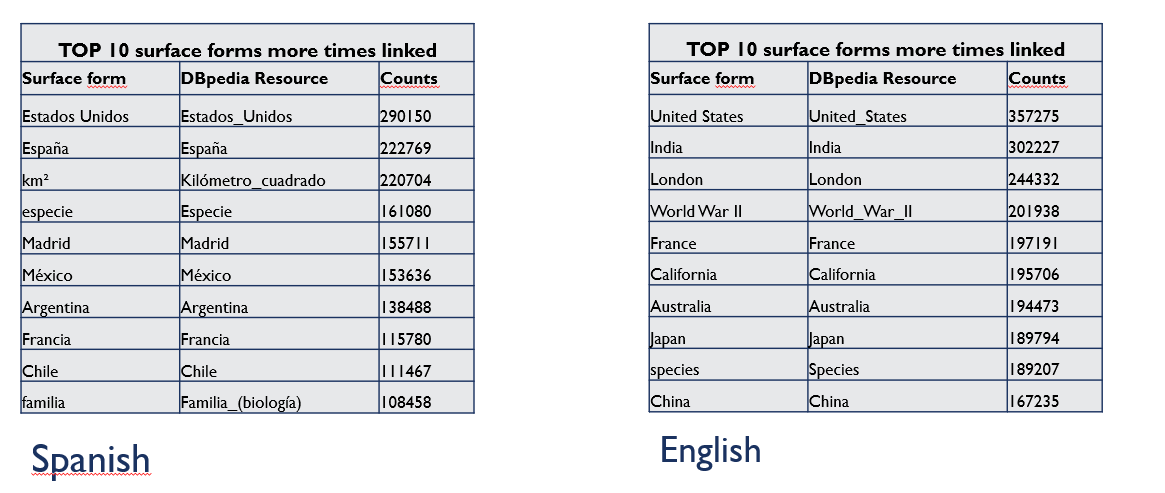 TOP 10 surface forms more times linked
Surface form DBpedia Resource Counts
Estados Unidos Estados_Unidos 290150
España España 222769
km² Kilómetro_cuadrado 220704
especie Especie 161080
Madrid Madrid 155711
México México 153636
Argentina Argentina 138488
Francia Francia 115780
Chile Chile 111467
familia Familia_(biología) 108458
Spanish
TOP 10 surface forms more times linked
Surface form DBpedia Resource Counts
United States United_States 357275
India India 302227
London London 244332
World War II World_War_II 201938
France France 197191
California California 195706
Australia Australia 194473
Japan Japan 189794
species Species 189207
China China 167235
English